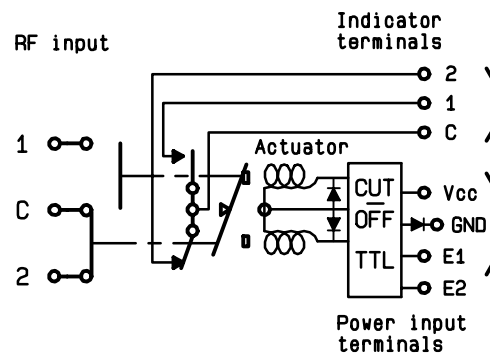 Indicator
terminals
RF input
2
1
C
1
Actuator
CUT
OFF
TTL
Vcc
C
GND
E1
2
E2
Power input
terminals